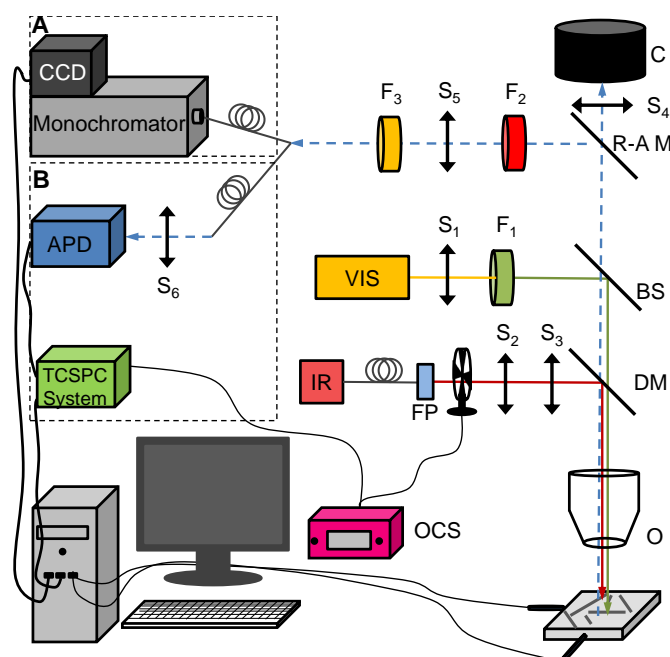 A
CCD
Monochromator
F3
S5
F2
C
S4
R-A M
B
APD
S6
VIS
S1
F1
BS
IR
FP
S2
S3
DM
TCSPC
System
OCS
O